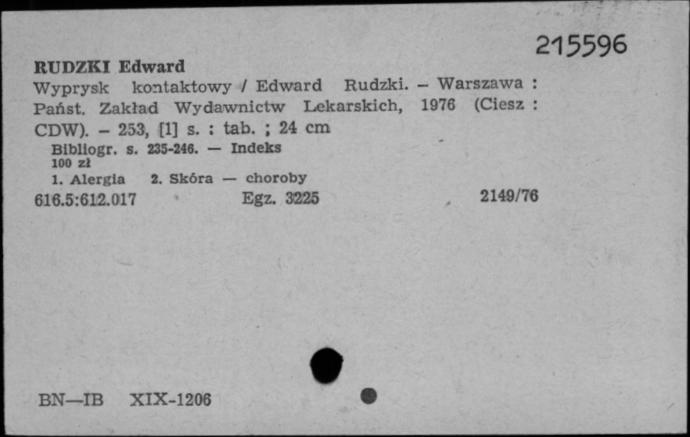 215596
RUDZKI Edward
Wyprysk kontaktowy / Edward Rudzki. — Warszawa :
Państ. Zakład Wydawnictw Lekarskich, 1976 (Ciesz :
CDW). — 253, [1] s. : tab. ; 24 cm
Bibliogr. s. 235-246. — Indeks
100 zł
1. Alergia 2. Skóra — choroby
616.5:612.017 Egz. 3225 2149/76
BN—IB XIX-1206